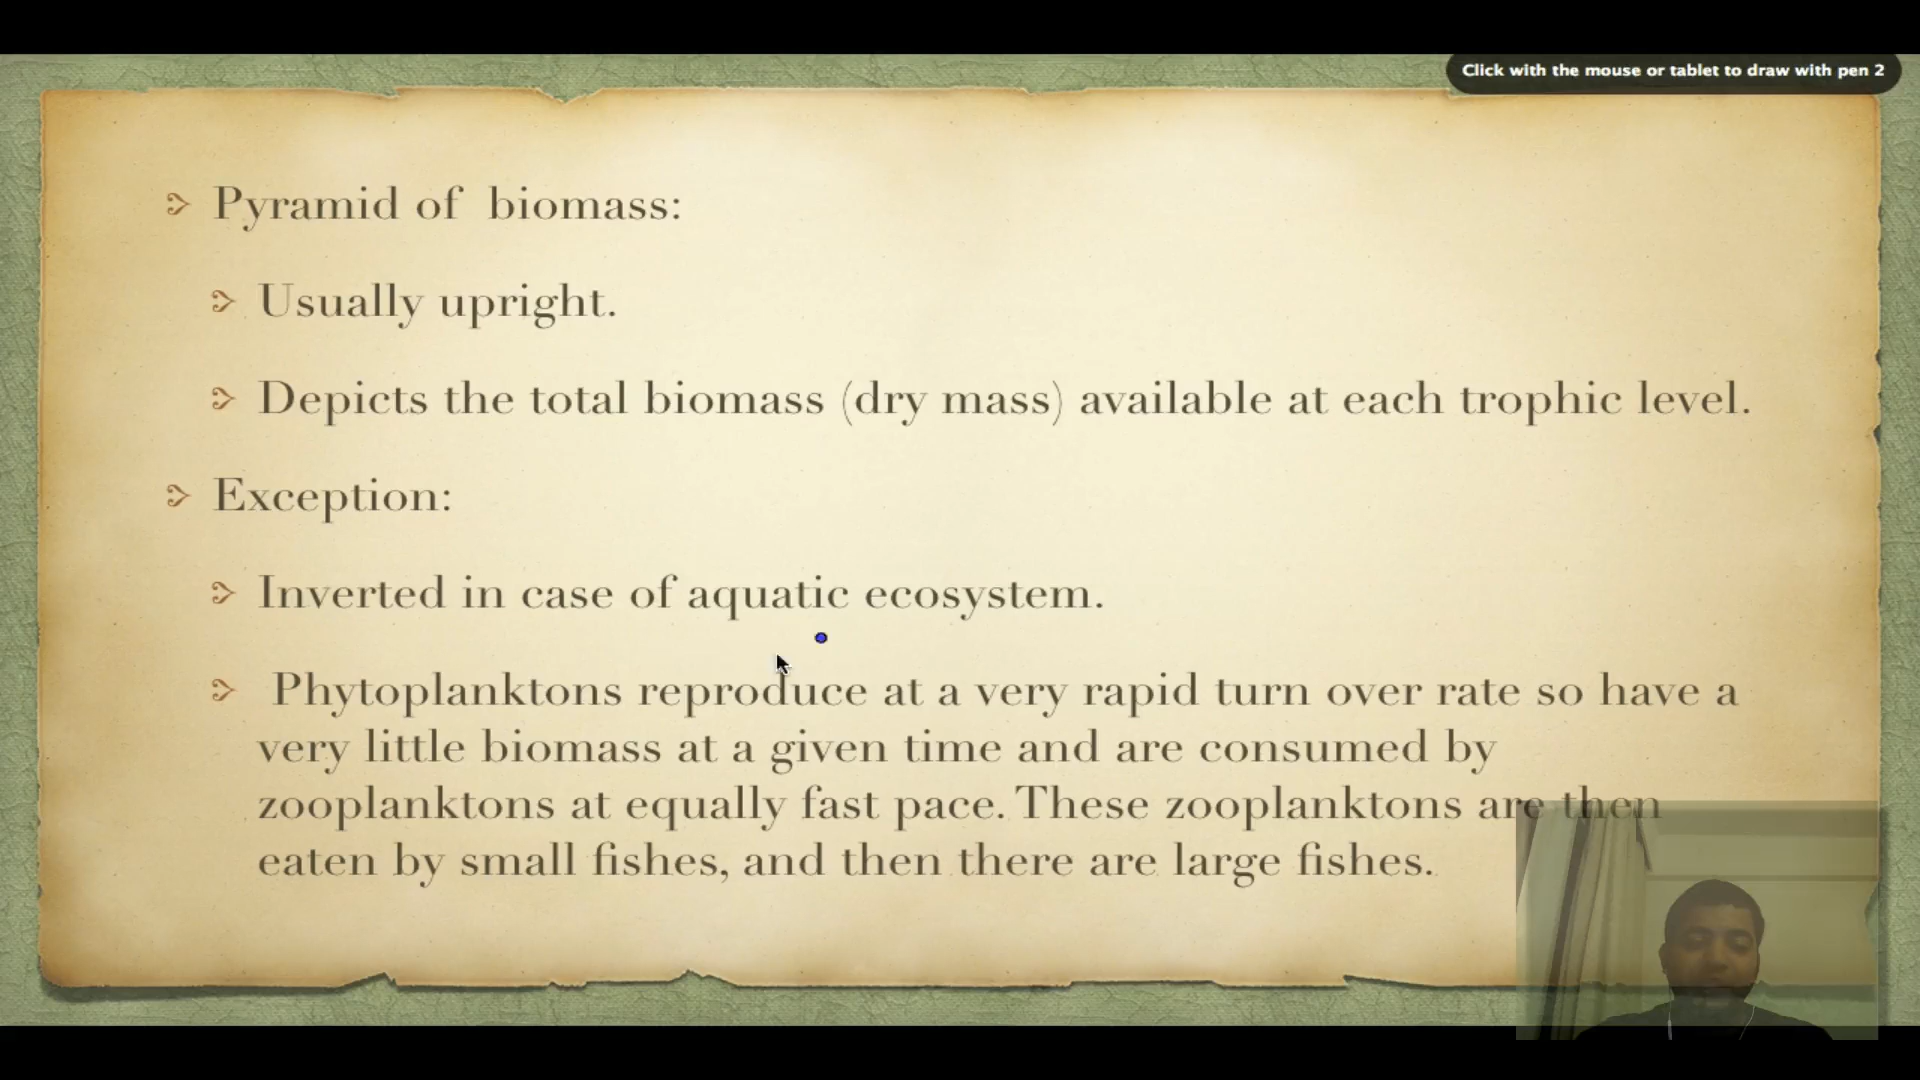 Click with the mouse or tablet to draw with pen 2
Pyramid of biomass:
Usually upright.
Depicts the total biomass (dry mass) available at each trophic level.
Exception:
Inverted in case of aquatic ecosystem.
Phytoplanktons reproduce at a very rapid turn over rate so have a
very little biomass at a given time and are consumed by
zooplanktons at equally fast pace. These zooplanktons are then
eaten by small fishes, and then there are large fishes.